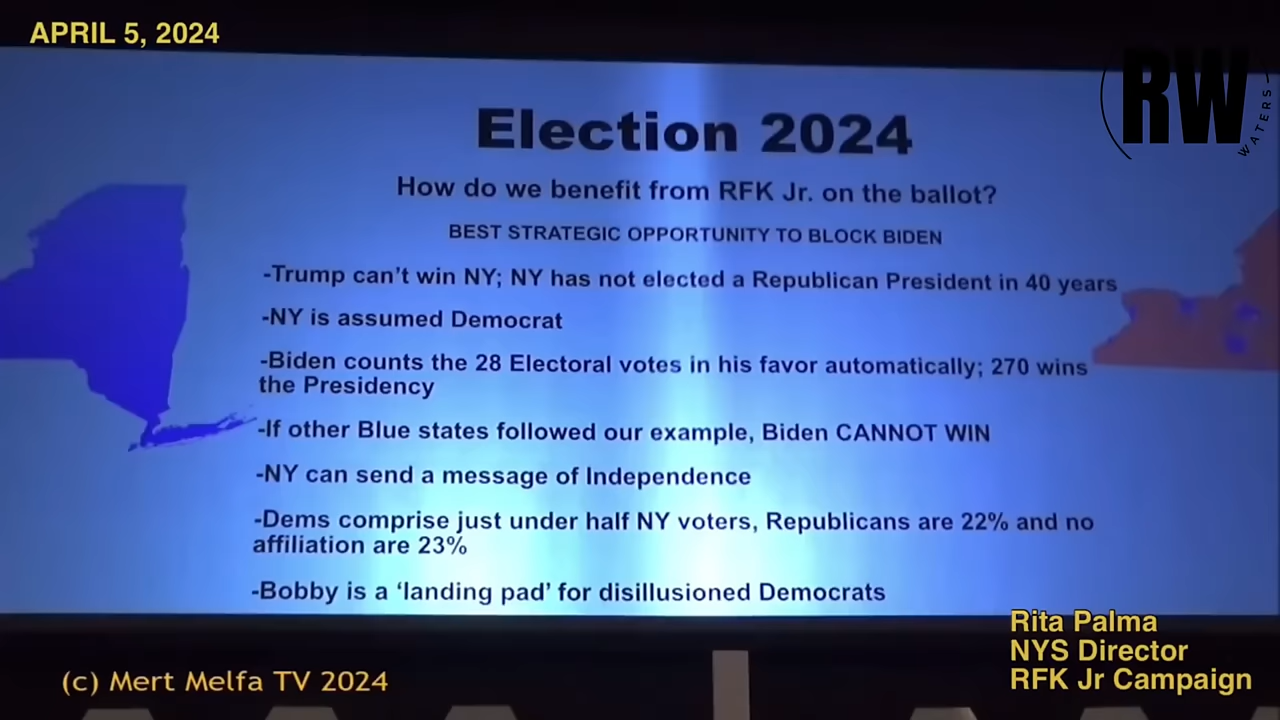 APRIL 5, 2024
RW
WATERS
Election 2024
How do we benefit from RFK Jr. on the ballot?
BEST STRATEGIC OPPORTUNITY TO BLOCK BIDEN
-Trump can't win NY; NY has not elected a Republican President in 40 years
-NY is assumed Democrat
-Biden counts the 28 Electoral votes in his favor automatically; 270 wins
the Presidency
-If other Blue states followed our example, Biden CANNOT WIN
-NY can send a message of Independence
-Dems comprise just under half NY voters, Republicans are 22% and no
affiliation are 23%
-Bobby is a ‘landing pad’ for disillusioned Democrats
Rita Palma
NYS Director
RFK Jr Campaign
(c) Mert Melfa TV 2024